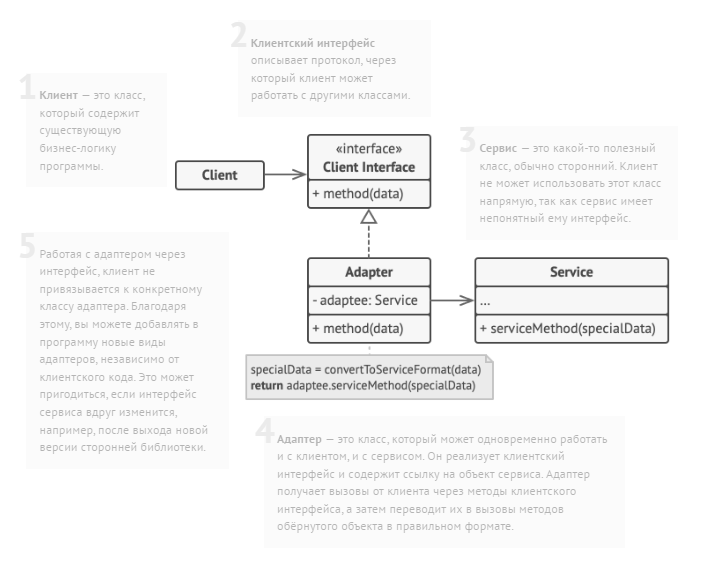 1
Клиент — это класс,
который содержит
существующую
бизнес-логику
программы.
2
Клиентский интерфейс
описывает протокол, через
который клиент может
работать с другими классами.
3
Сервис — это какой-то полезный
класс, обычно сторонний. Клиент
не может использовать этот класс
напрямую, так как сервис имеет
непонятный ему интерфейс.
Client
«interface»
Client Interface
+ method(data)
Adapter
- adaptee: Service
+ method(data)
Service
...
+ serviceMethod(specialData)
specialData = convertToServiceFormat(data)
return adaptee.serviceMethod(specialData)
4
Адаптер — это класс, который может одновременно работать
и с клиентом, и с сервисом. Он реализует клиентский
интерфейс и содержит ссылку на объект сервиса. Адаптер
получает вызовы от клиента через методы клиентского
интерфейса, а затем переводит их в вызовы методов
обёрнутого объекта в правильном формате.
5
Работая с адаптером через
интерфейс, клиент не
привязывается к конкретному
классу адаптера. Благодаря
этому, вы можете добавлять в
программу новые виды
адаптеров, независимо от
клиентского кода. Это может
пригодиться, если интерфейс
сервиса вдруг изменится,
например, после выхода новой
версии сторонней библиотеки.